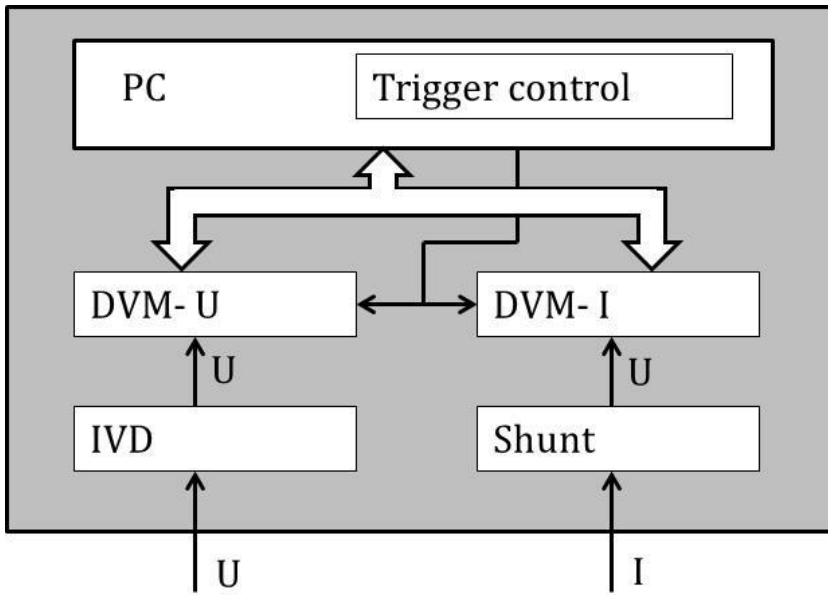 PC
Trigger control
DVM- U
DVM- I
U
U
IVD
Shunt
U
I